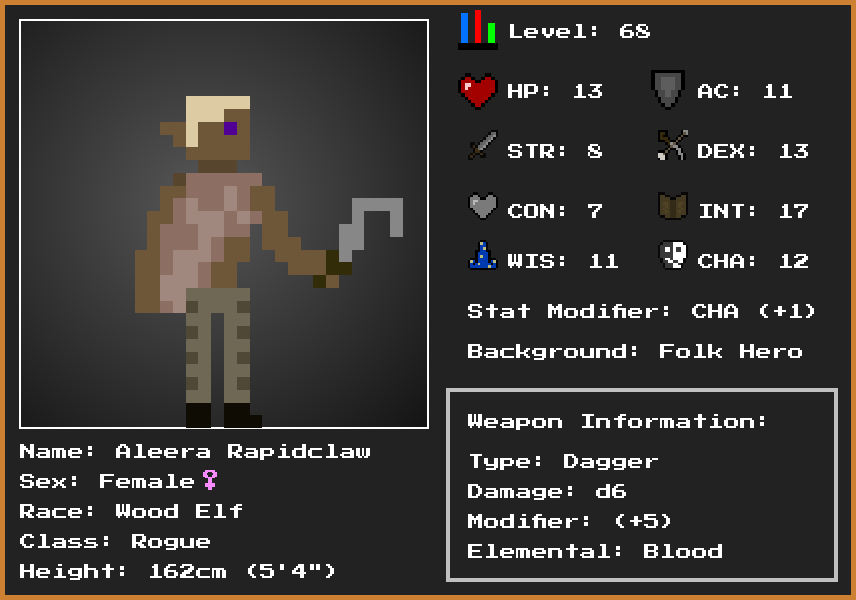 Level: 68
HP: 13 AC: 11
STR: 8 DEX: 13
CON: 7 INT: 17
WIS: 11 CHA: 12
Stat Modifier: CHA (+1)
Background: Folk Hero
Weapon Information:
Type: Dagger
Damage: d6
Modifier: (+5)
Elemental: Blood
Name: Aleera Rapidclaw
Sex: Female♀
Race: Wood Elf
Class: Rogue
Height: 162cm (5'4")